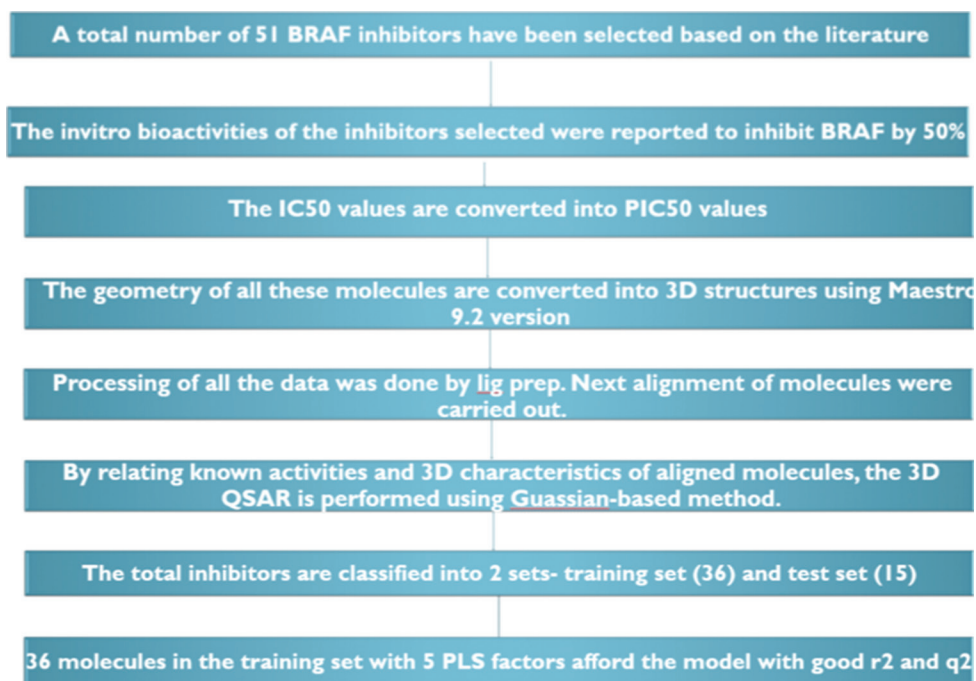 A total number of 51 BRAF inhibitors have been selected based on the literature
The invitro bioactivities of the inhibitors selected were reported to inhibit BRAF by 50%
The IC50 values are converted into PIC50 values
The geometry of all these molecules are converted into 3D structures using Maestro
9.2 version
Processing of all the data was done by lig prep. Next alignment of molecules were
carried out.
By relating known activities and 3D characteristics of aligned molecules, the 3D
QSAR is performed using Guassian-based method.
The total inhibitors are classified into 2 sets- training set (36) and test set (15)
36 molecules in the training set with 5 PLS factors afford the model with good r2 and q2